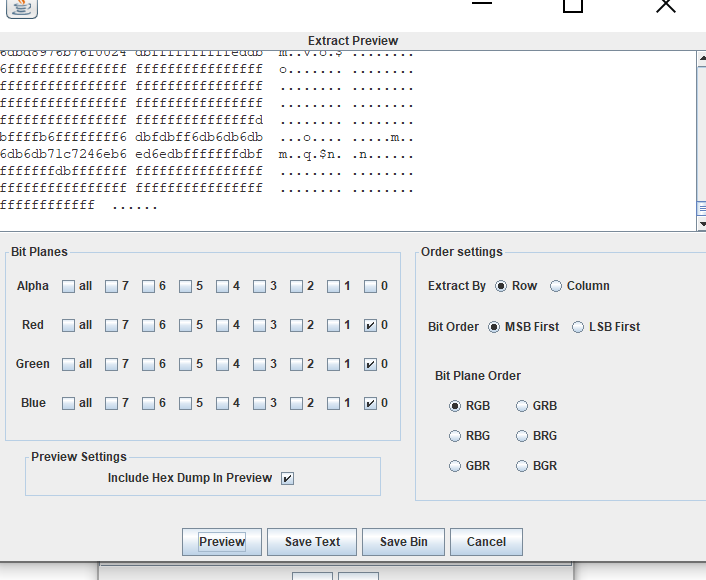 Extract Preview
6dbd8976b76f0024 dbffffffffffeddb m..v.o.$ ........
6fffffffffffffff ffffffffffffffff o....... ........
ffffffffffffffff ffffffffffffffff ........ ........
ffffffffffffffff ffffffffffffffff ........ ........
ffffffffffffffff fffffffffffffffd ........ ........
bffffb6ffffffff6 dbfdbff6db6db6db ...o.... .....m..
6db6db71c7246eb6 ed6edbfffffffdbf m..q.$n. .n......
fffffffdbfffffff ffffffffffffffff ........ ........
ffffffffffffffff ffffffffffffffff ........ ........
ffffffffffff ......
Bit Planes
Alpha all 7 6 5 4 3 2 1 0
Red all 7 6 5 4 3 2 1 0
Green all 7 6 5 4 3 2 1 0
Blue all 7 6 5 4 3 2 1 0
Preview Settings
Include Hex Dump In Preview
Order settings
Extract By Row Column
Bit Order MSB First LSB First
Bit Plane Order
RGB GRB
RBG BRG
GBR BGR
Preview Save Text Save Bin Cancel